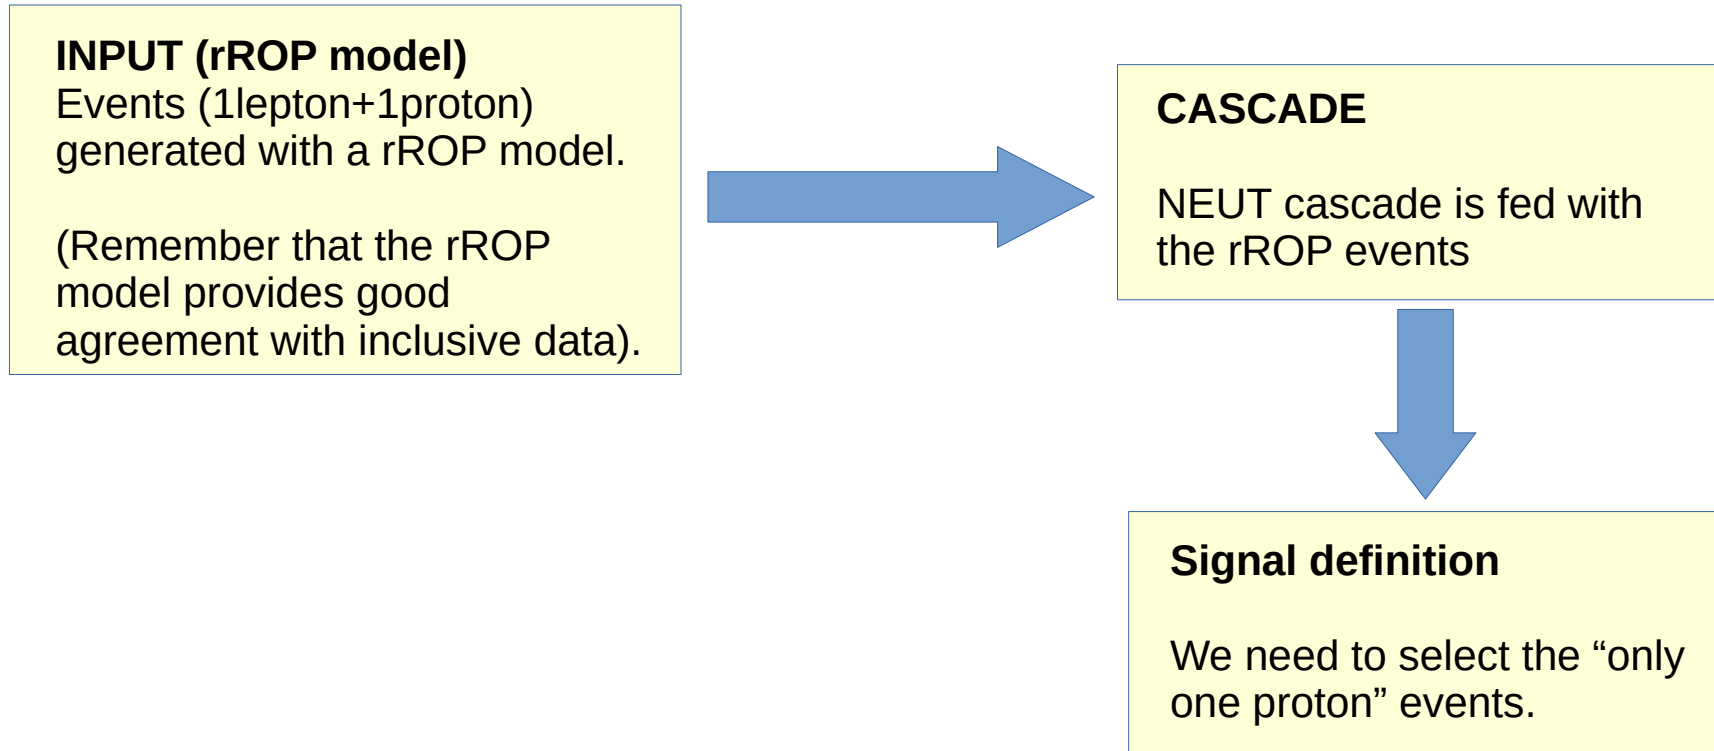 INPUT (rROP model)
Events (1lepton+1proton)
generated with a rROP model.
(Remember that the rROP
model provides good
agreement with inclusive data).
CASCADE
NEUT cascade is fed with
the rROP events
Signal definition
We need to select the “only
one proton” events.